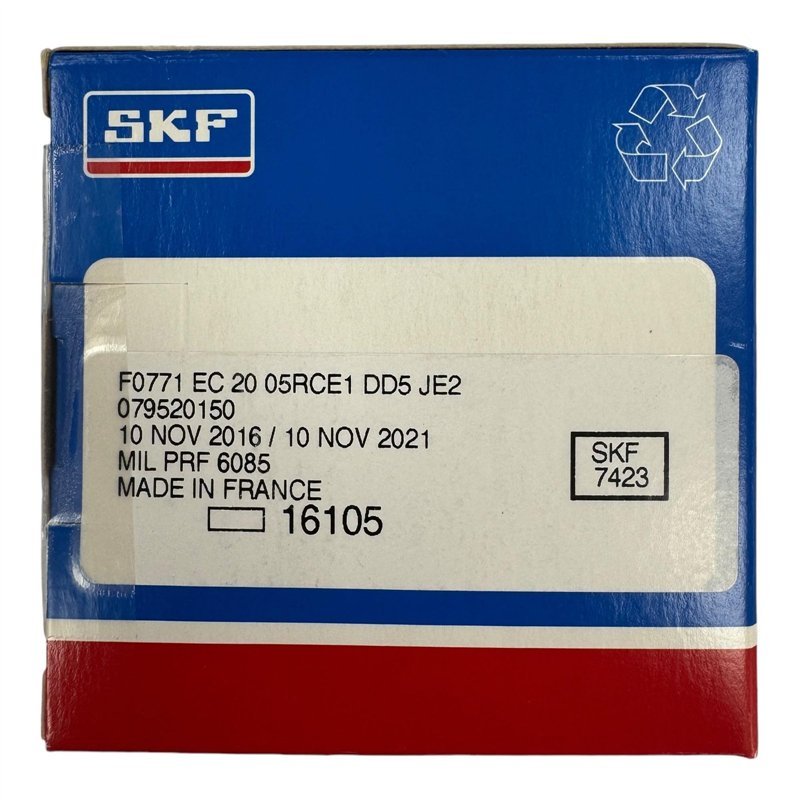 SKF
F0771 EC 20 05RCE1 DD5 JE2
079520150
10 NOV 2016 / 10 NOV 2021
MIL PRF 6085
MADE IN FRANCE
16105
SKF
7423